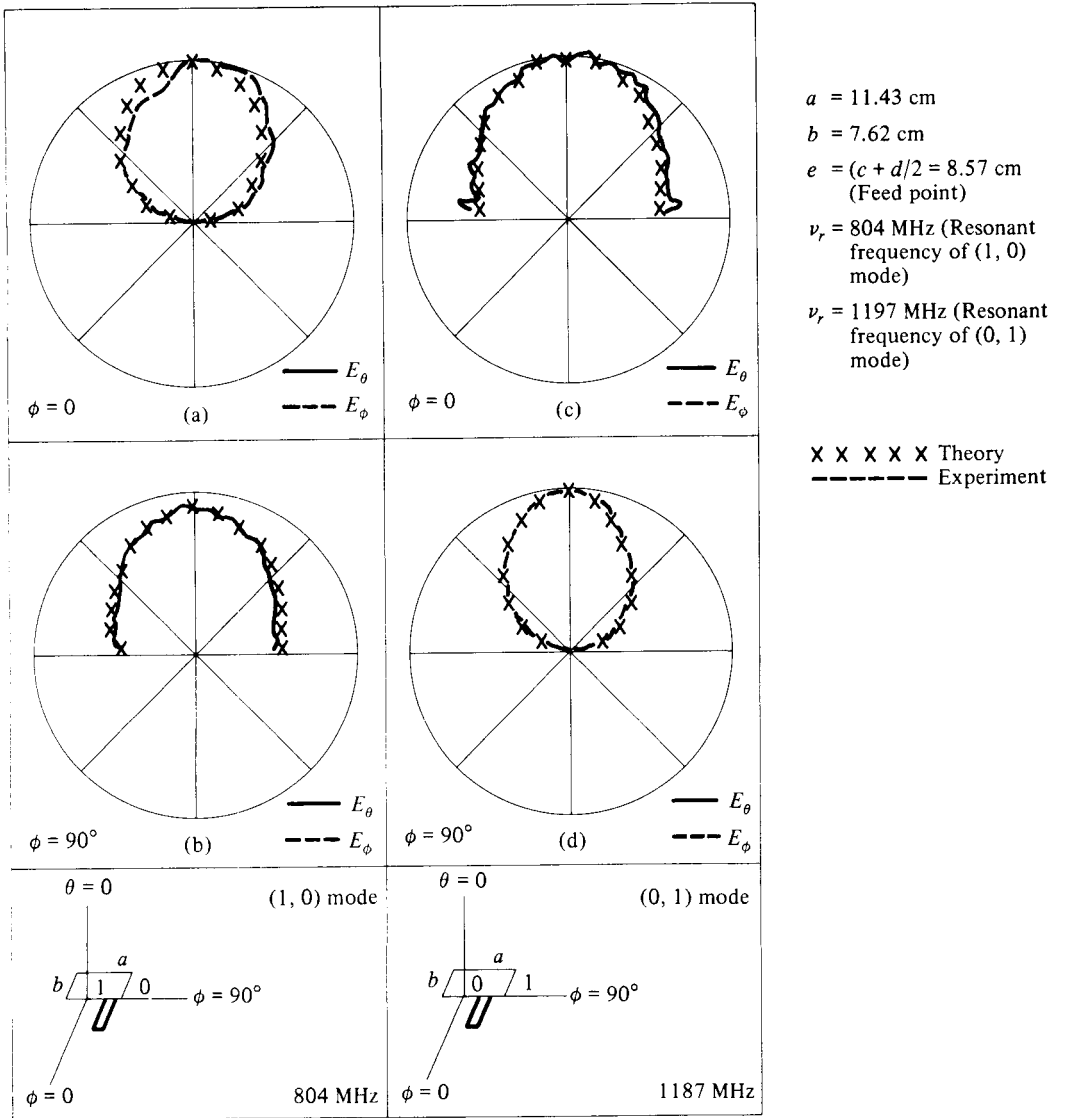 E_θ
E_ϕ
ϕ = 0
(a)
E_θ
E_ϕ
ϕ = 0
(c)
E_θ
E_ϕ
ϕ = 90°
(b)
E_θ
E_ϕ
ϕ = 90°
(d)
θ = 0
(1, 0) mode
a
b
1
0
ϕ = 90°
ϕ = 0
804 MHz
θ = 0
(0, 1) mode
a
b
0
1
ϕ = 90°
ϕ = 0
1187 MHz
a = 11.43 cm
b = 7.62 cm
e = (c + d/2 = 8.57 cm
(Feed point)
ν_r = 804 MHz (Resonant
frequency of (1, 0)
mode)
ν_r = 1197 MHz (Resonant
frequency of (0, 1)
mode)
X X X X X Theory
Experiment